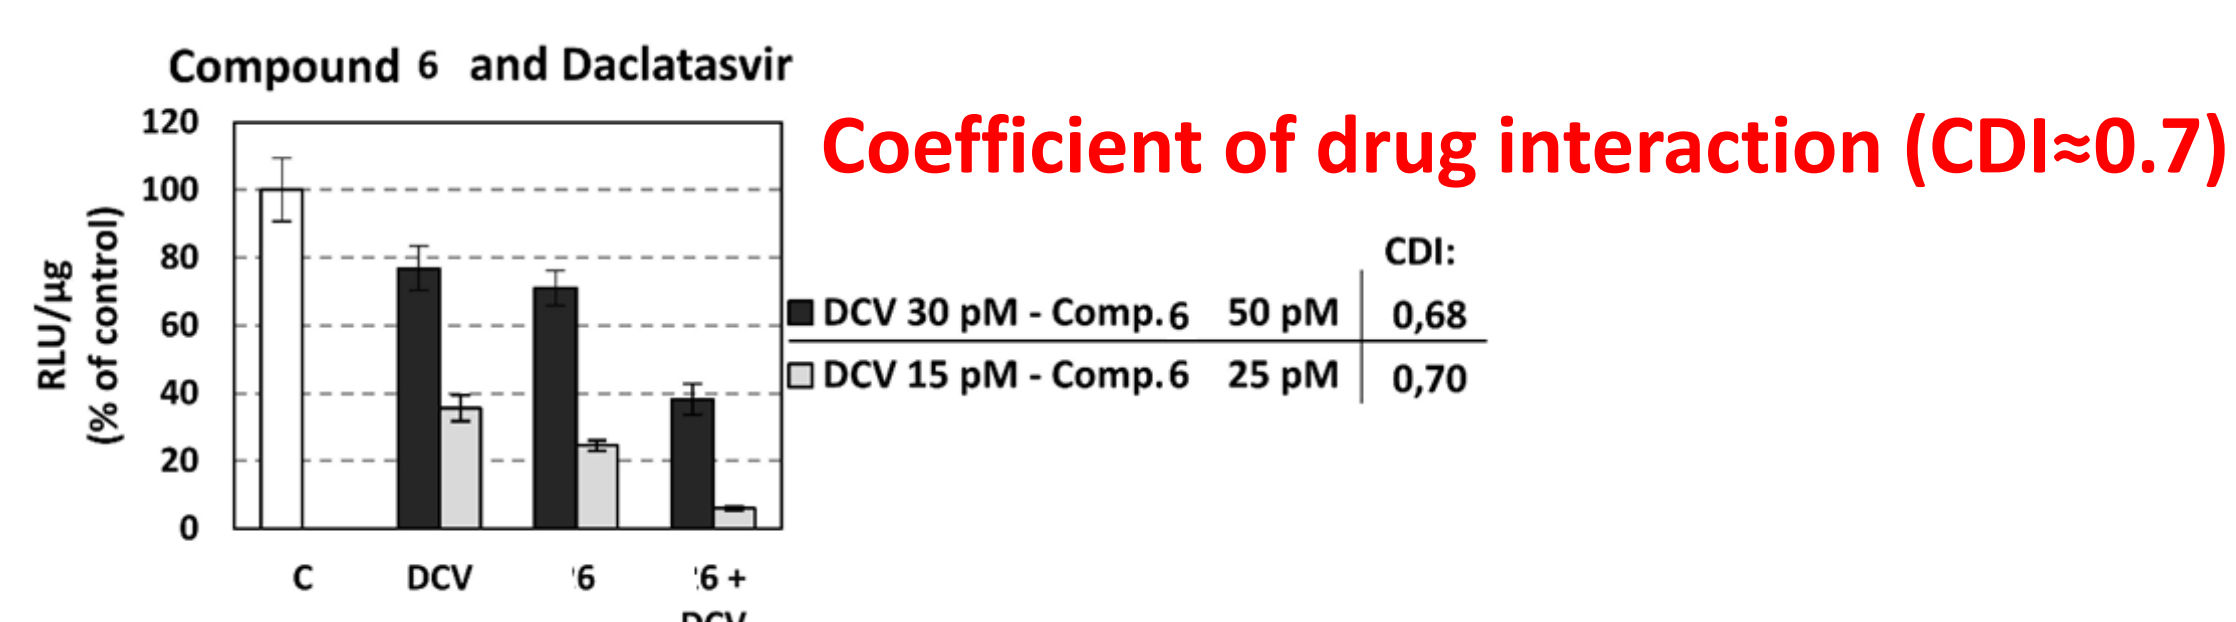 Compound 6 and Daclatasvir
Coefficient of drug interaction (CDI≈0.7)
RLU/µg
(% of control)
120
100
80
60
40
20
0
C
DCV
6
6 +
DCV
CDI:
DCV 30 pM - Comp.6 50 pM 0,68
DCV 15 pM - Comp.6 25 pM 0,70